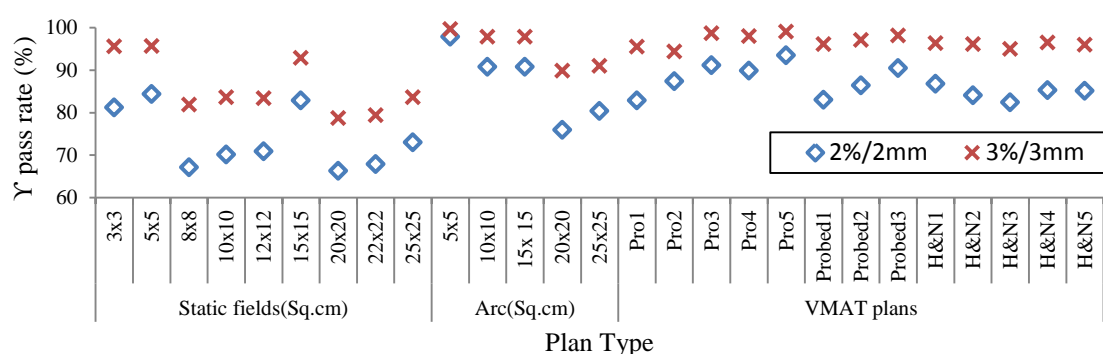 ϒ pass rate (%)
100
90
80
70
60
2%/2mm
3%/3mm
3x3
5x5
8x8
10x10
12x12
15x15
20x20
22x22
25x25
5x5
10x10
15x 15
20x20
25x25
Pro1
Pro2
Pro3
Pro4
Pro5
Probed1
Probed2
Probed3
H&N1
H&N2
H&N3
H&N4
H&N5
Static fields(Sq.cm)
Arc(Sq.cm)
VMAT plans
Plan Type